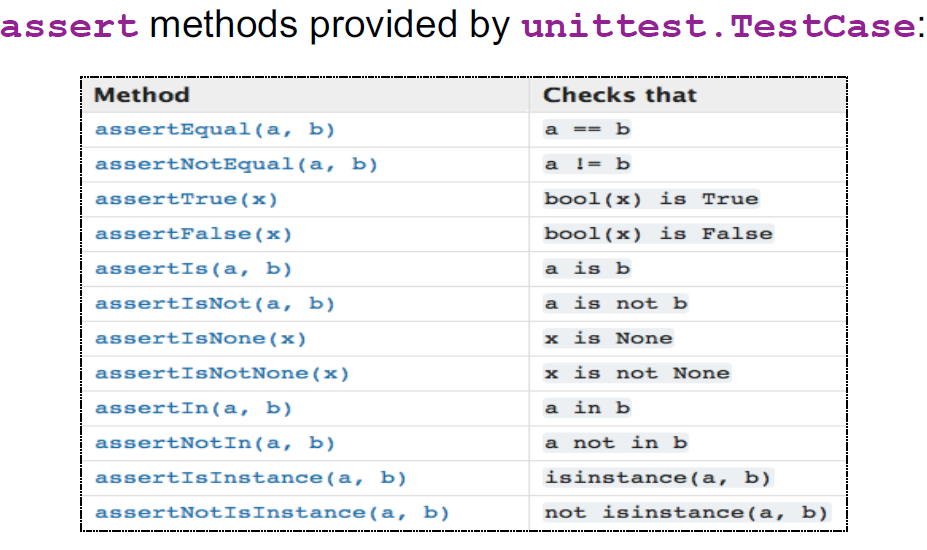 assert methods provided by unittest.TestCase:
Method Checks that
assertEqual(a, b) a == b
assertNotEqual(a, b) a != b
assertTrue(x) bool(x) is True
assertFalse(x) bool(x) is False
assertIs(a, b) a is b
assertIsNot(a, b) a is not b
assertIsNone(x) x is None
assertIsNotNone(x) x is not None
assertIn(a, b) a in b
assertNotIn(a, b) a not in b
assertIsInstance(a, b) isinstance(a, b)
assertNotIsInstance(a, b) not isinstance(a, b)